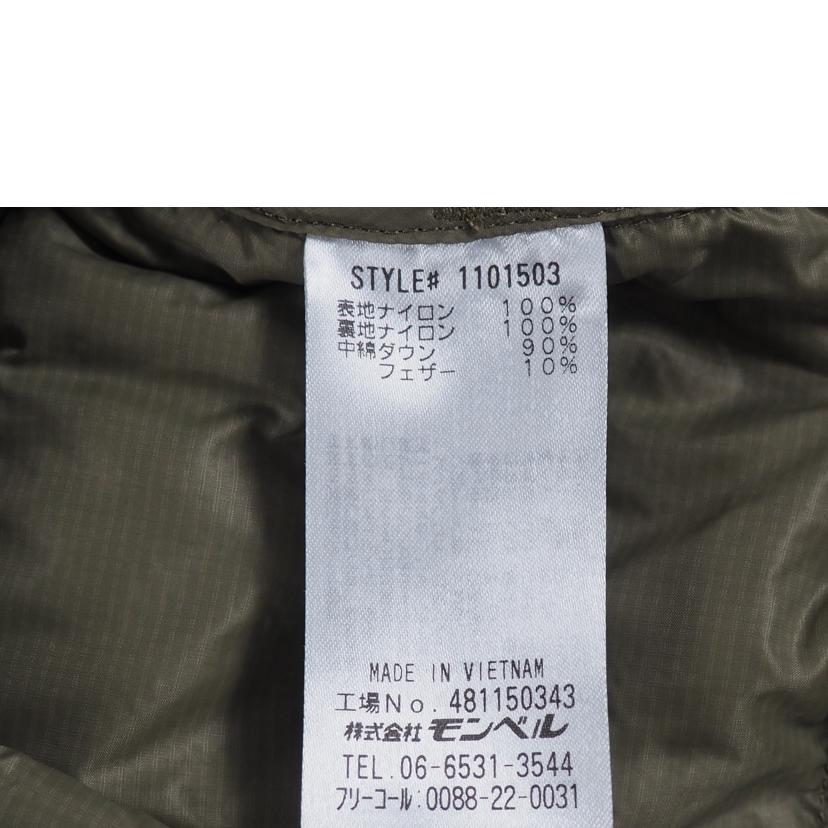 STYLE# 1101503
表地ナイロン 100%
裏地ナイロン 100%
中綿ダウン 90%
フェザー 10%
MADE IN VIETNAM
工場No. 481150343
株式会社 モンベル
TEL.06-6531-3544
フリーコール:0088-22-0031